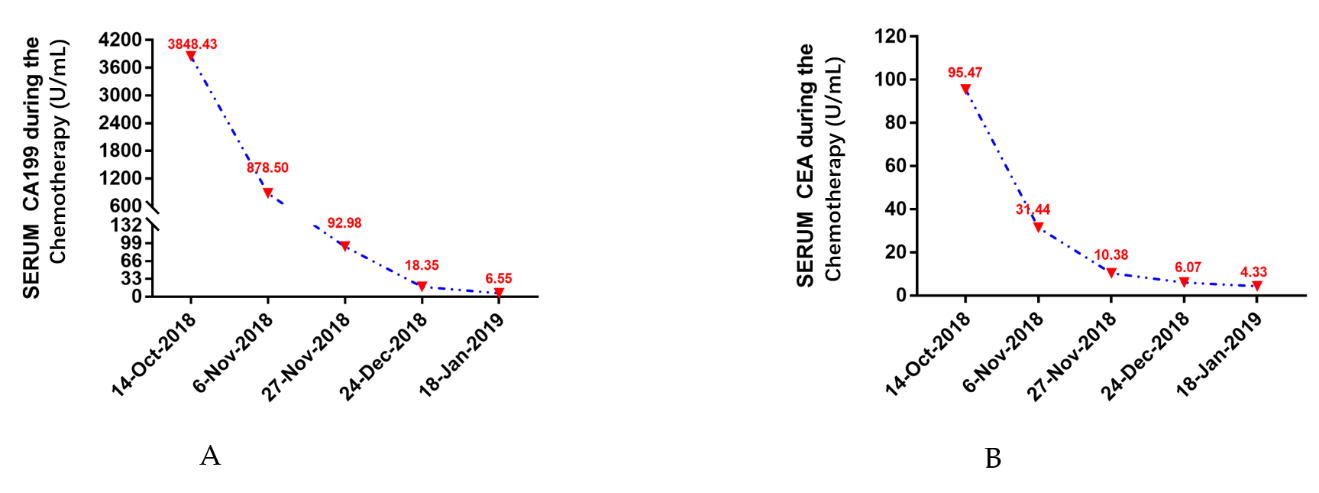 SERUM CA199 during the
Chemotherapy (U/mL)
4200
3600
3000
2400
1800
1200
600
132
99
66
33
0
3848.43
878.50
92.98
18.35
6.55
14-Oct-2018
6-Nov-2018
27-Nov-2018
24-Dec-2018
18-Jan-2019
A
SERUM CEA during the
Chemotherapy (U/mL)
120
100
80
60
40
20
0
95.47
31.44
10.38
6.07
4.33
14-Oct-2018
6-Nov-2018
27-Nov-2018
24-Dec-2018
18-Jan-2019
B